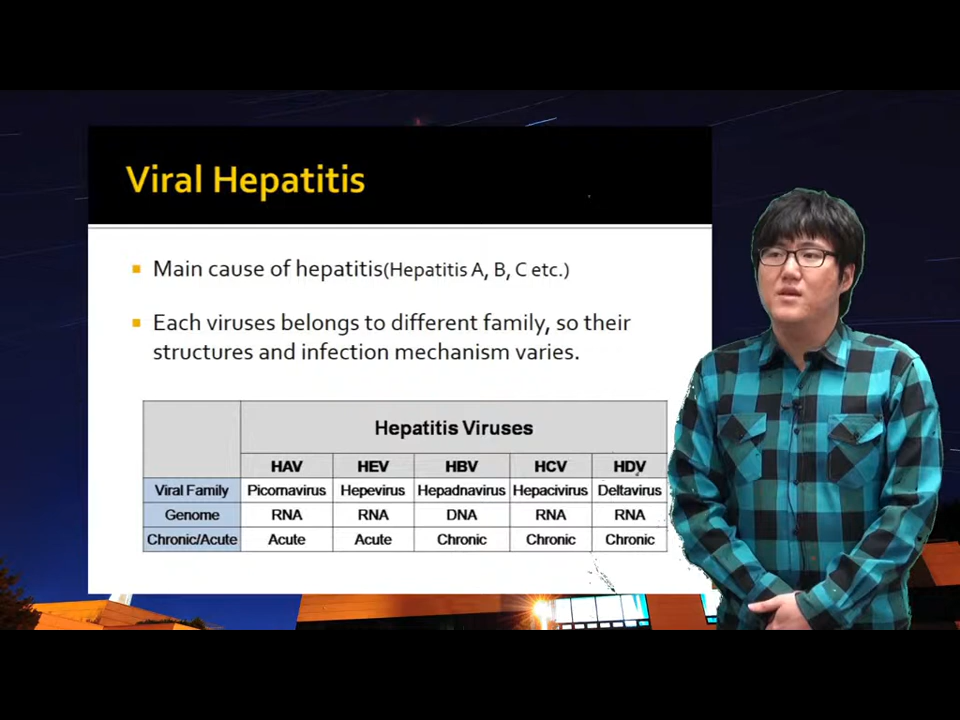 Viral Hepatitis
Main cause of hepatitis(Hepatitis A, B, C etc.)
Each viruses belongs to different family, so their
structures and infection mechanism varies.
Hepatitis Viruses
HAV HEV HBV HCV HDV
Viral Family Picornavirus Hepevirus Hepadnavirus Hepacivirus Deltavirus
Genome RNA RNA DNA RNA RNA
Chronic/Acute Acute Acute Chronic Chronic Chronic